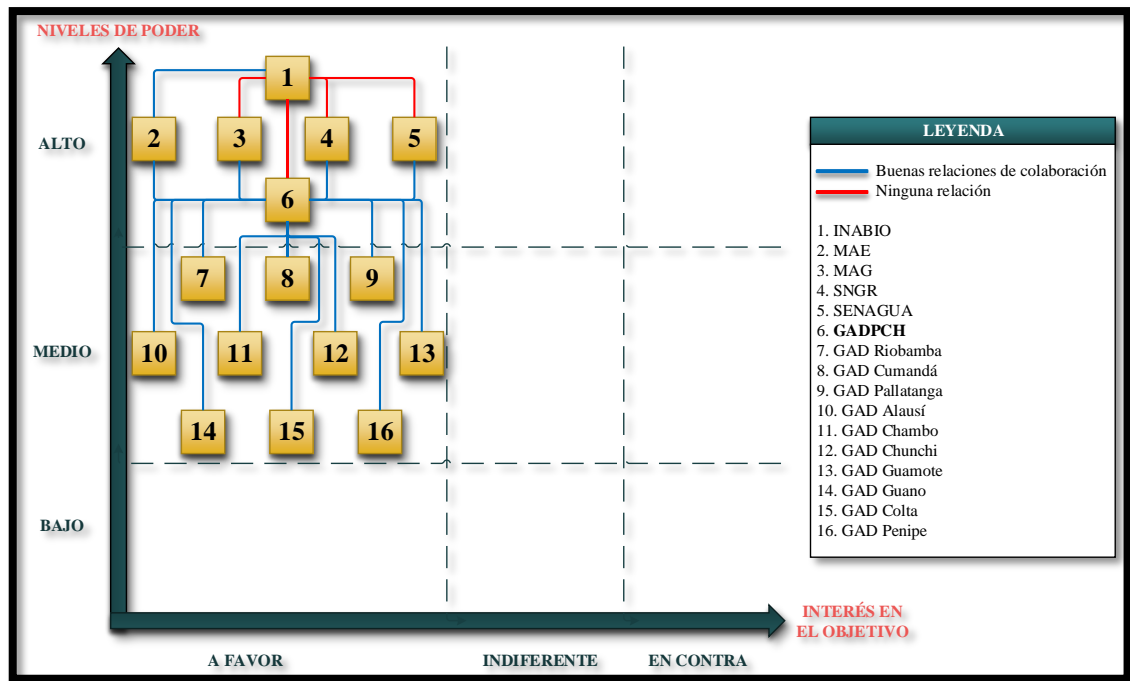 NIVELES DE PODER
1
2
3
4
5
ALTO
6
7
8
9
MEDIO
10
11
12
13
14
15
16
BAJO
INTERÉS EN
EL OBJETIVO
A FAVOR
INDIFERENTE
EN CONTRA
LEYENDA
Buenas relaciones de colaboración
Ninguna relación
1. INABIO
2. MAE
3. MAG
4. SNGR
5. SENAGUA
6. GADPCH
7. GAD Riobamba
8. GAD Cumandá
9. GAD Pallatanga
10. GAD Alausí
11. GAD Chambo
12. GAD Chunchi
13. GAD Guamote
14. GAD Guano
15. GAD Colta
16. GAD Penipe